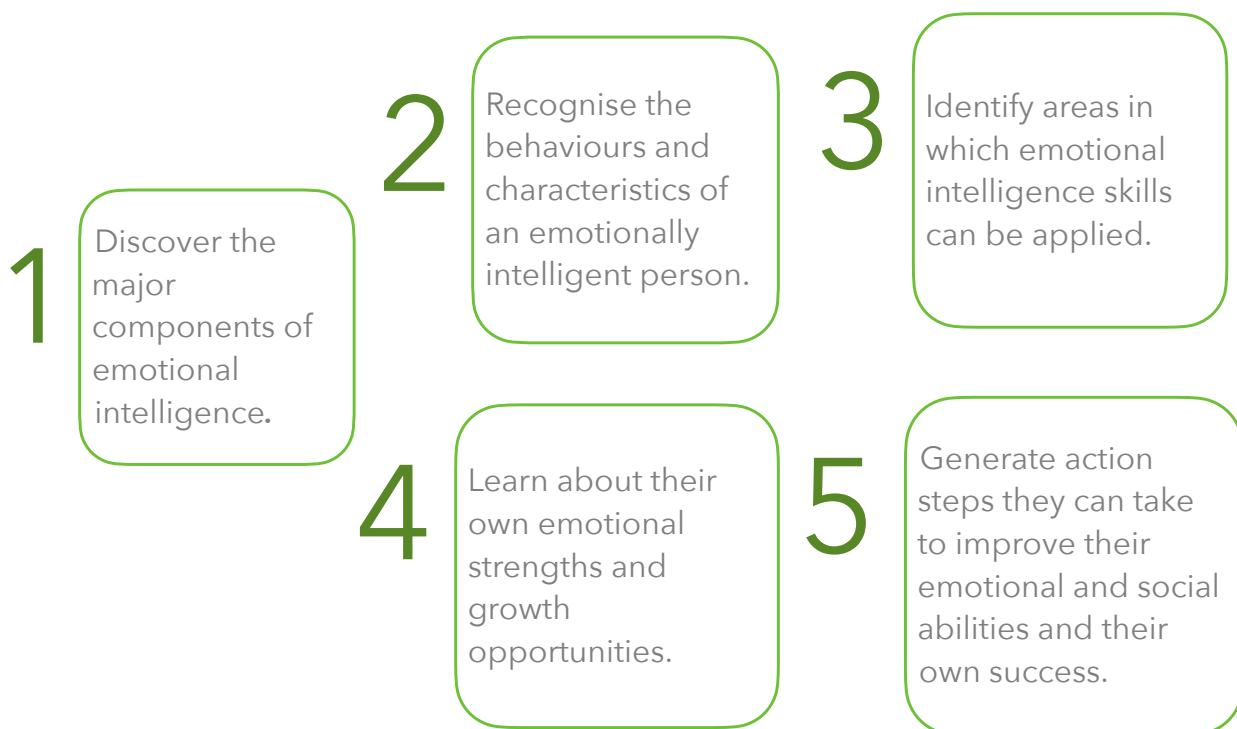 1
Discover the
major
components of
emotional
intelligence.
2
Recognise the
behaviours and
characteristics of
an emotionally
intelligent person.
3
Identify areas in
which emotional
intelligence skills
can be applied.
4
Learn about their
own emotional
strengths and
growth
opportunities.
5
Generate action
steps they can take
to improve their
emotional and social
abilities and their
own success.